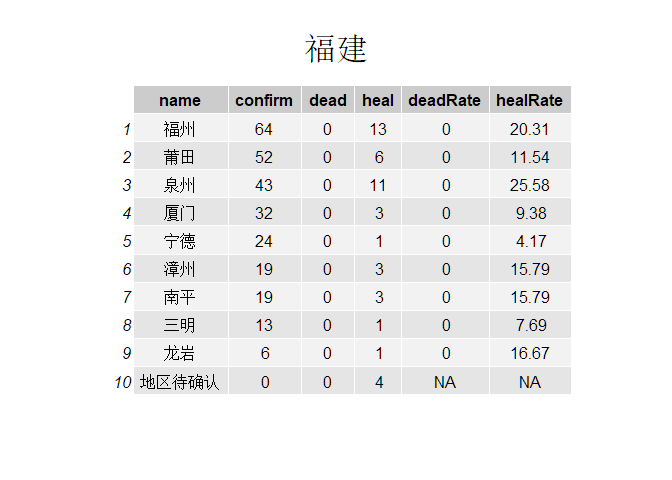 福建
name confirm dead heal deadRate healRate
1 福州 64 0 13 0 20.31
2 莆田 52 0 6 0 11.54
3 泉州 43 0 11 0 25.58
4 厦门 32 0 3 0 9.38
5 宁德 24 0 1 0 4.17
6 漳州 19 0 3 0 15.79
7 南平 19 0 3 0 15.79
8 三明 13 0 1 0 7.69
9 龙岩 6 0 1 0 16.67
10 地区待确认 0 0 4 NA NA